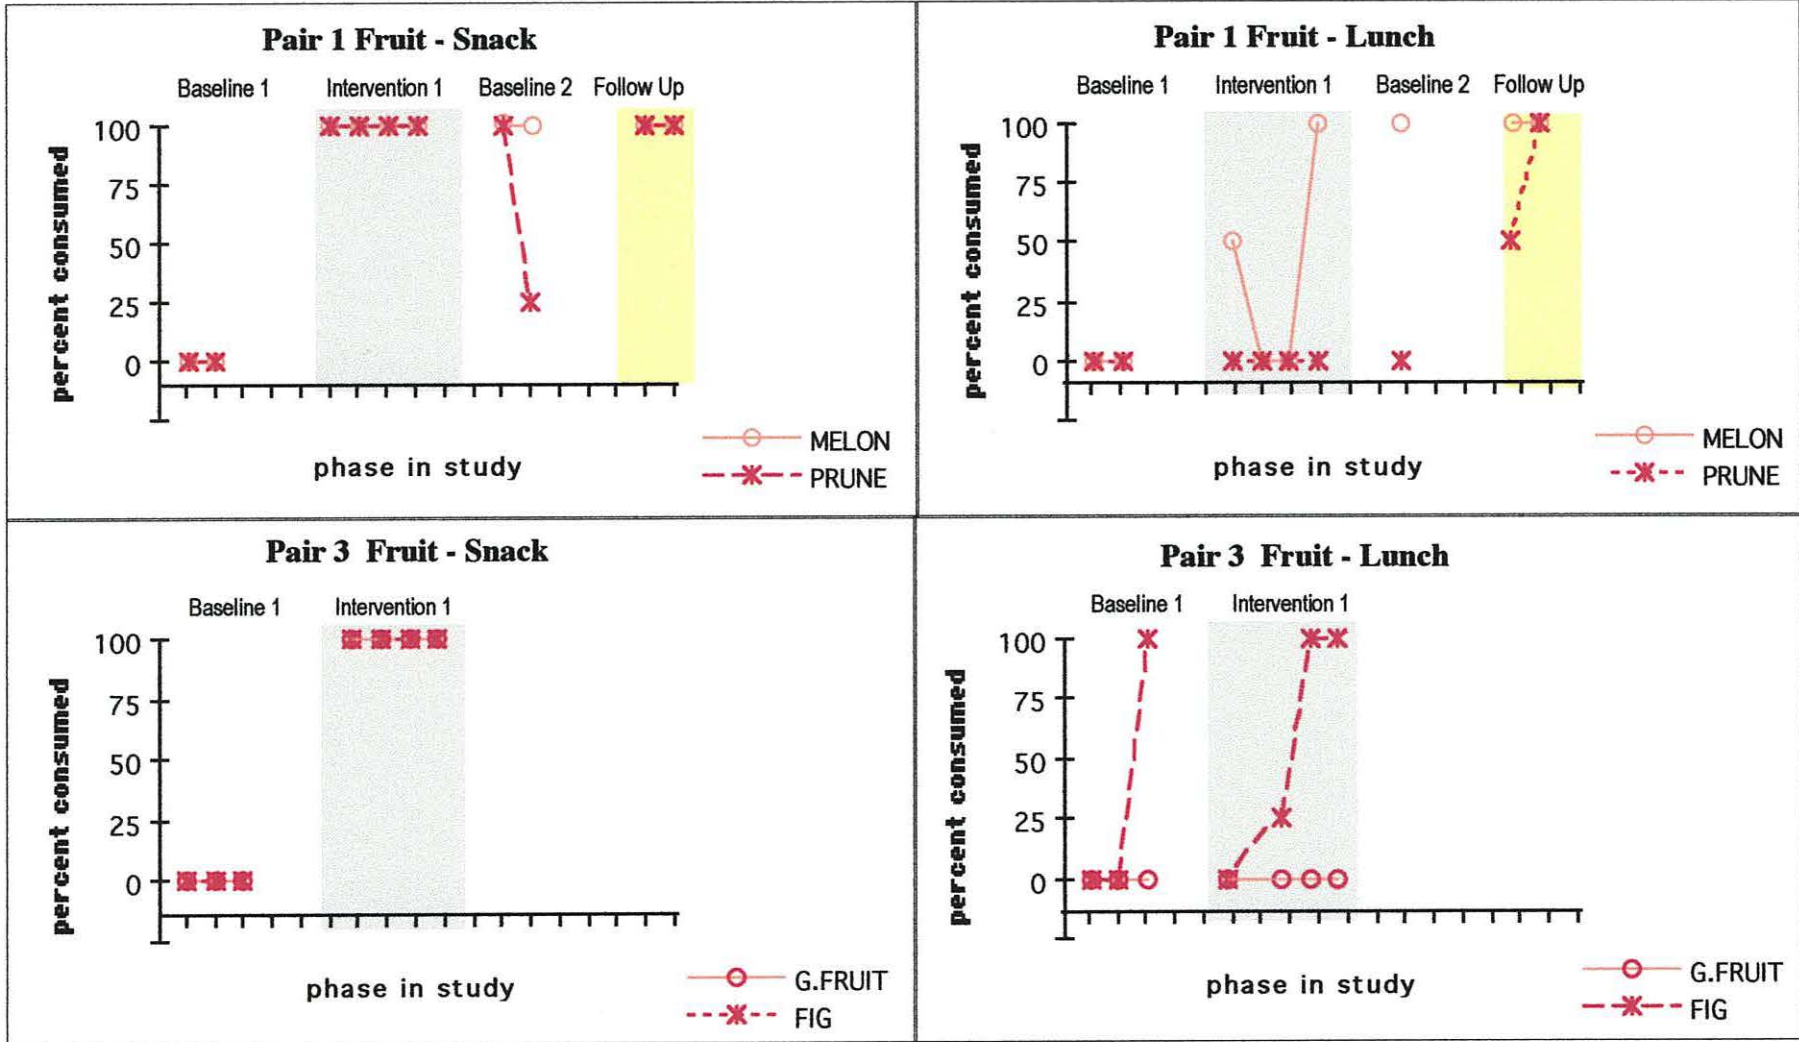 Pair 1 Fruit - Snack
Baseline 1 Intervention 1 Baseline 2 Follow Up
percent consumed
100
75
50
25
0
phase in study
MELON
PRUNE
Pair 1 Fruit - Lunch
Baseline 1 Intervention 1 Baseline 2 Follow Up
percent consumed
100
75
50
25
0
phase in study
MELON
PRUNE
Pair 3 Fruit - Snack
Baseline 1 Intervention 1
percent consumed
100
75
50
25
0
phase in study
G.FRUIT
FIG
Pair 3 Fruit - Lunch
Baseline 1 Intervention 1
percent consumed
100
75
50
25
0
phase in study
G.FRUIT
FIG